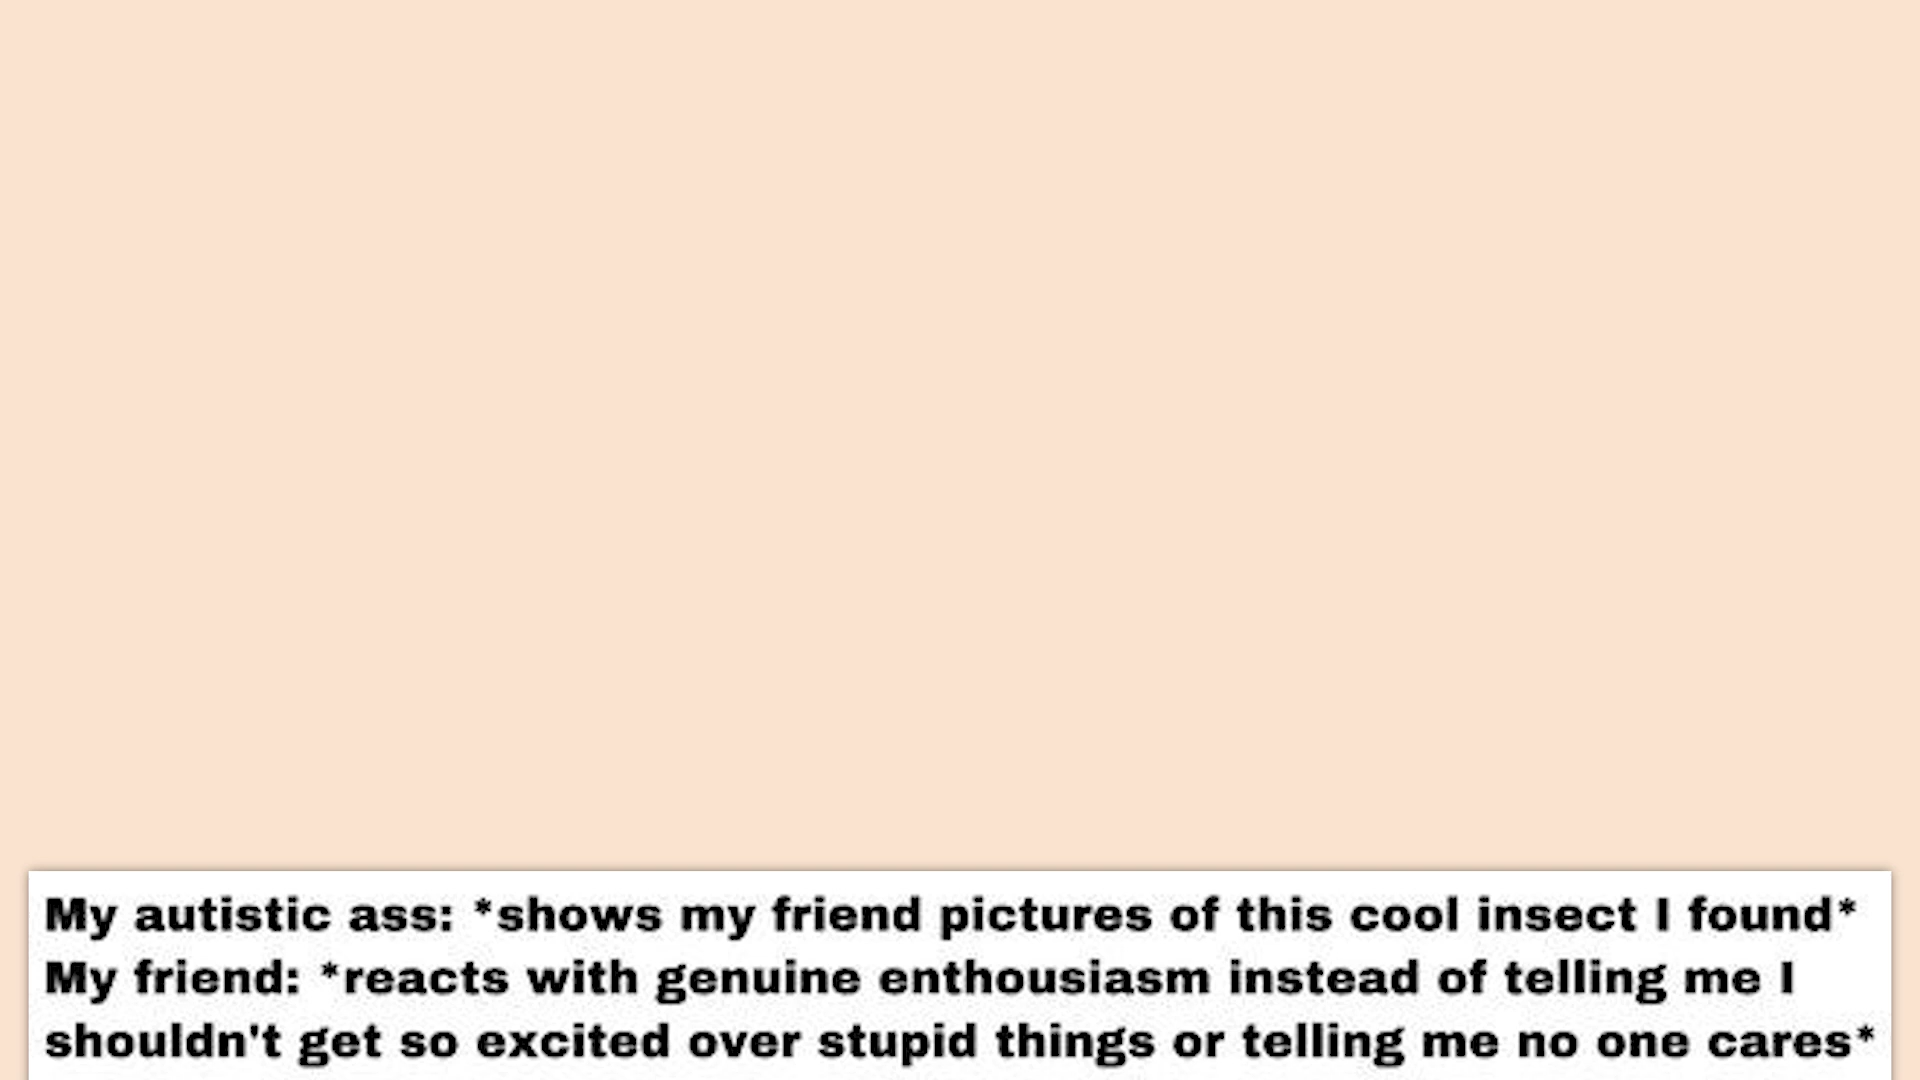 My autistic ass: *shows my friend pictures of this cool insect I found*
My friend: *reacts with genuine enthousiasm instead of telling me I
shouldn't get so excited over stupid things or telling me no one cares*